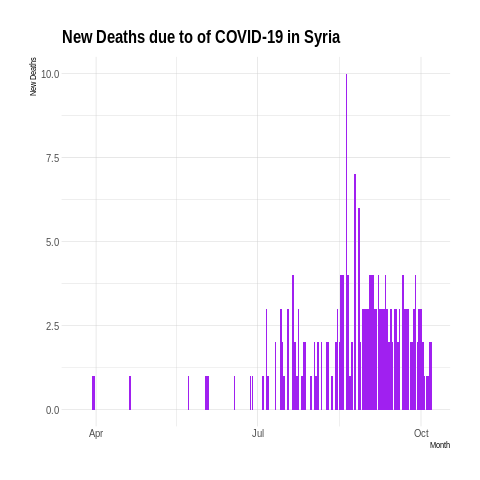 New Deaths due to of COVID-19 in Syria
New Deaths
10.0
7.5
5.0
2.5
0.0
Apr
Jul
Oct
Month